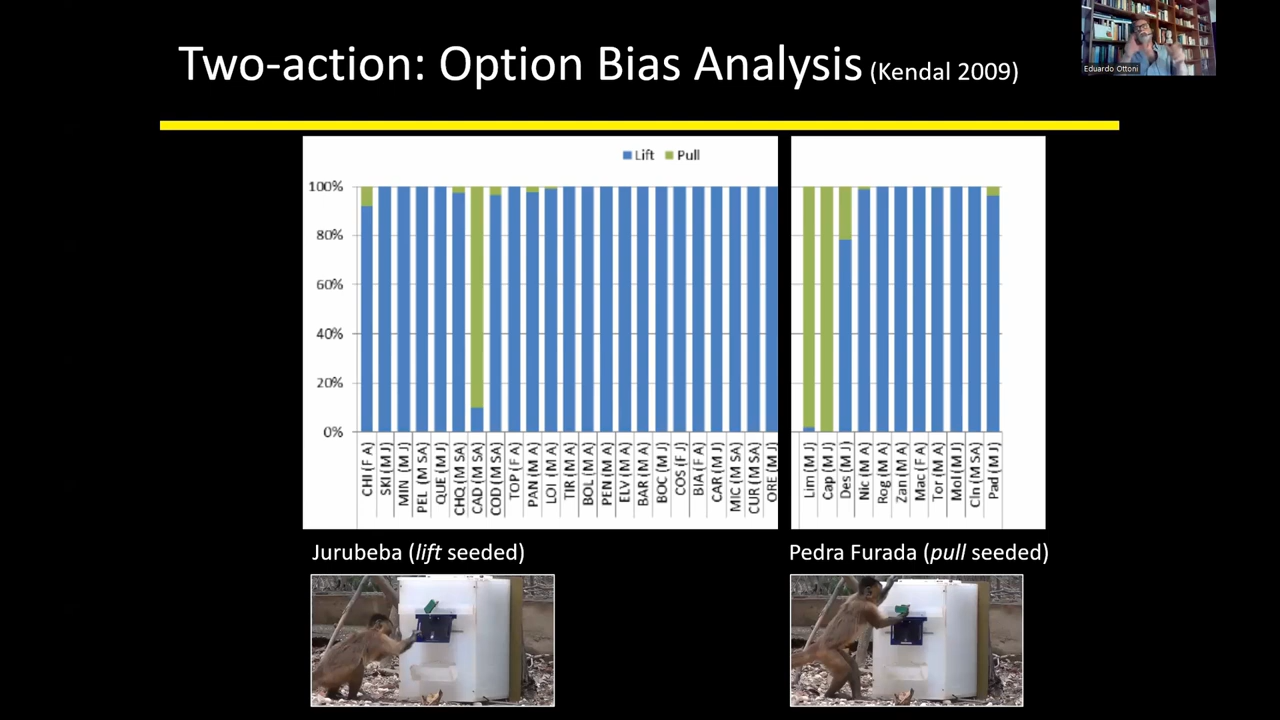 Two-action: Option Bias Analysis (Kendal 2009)
Eduardo Ottoni
Lift Pull
100%
80%
60%
40%
20%
0%
CHI (F A)
SKI (M J)
MIN (M J)
PEL (M SA)
QUE (M J)
CHQ (M SA)
CAD (M SA)
COD (M SA)
TOP (F A)
PAN (M A)
LOI (M A)
TIR (M A)
BOL (M A)
PEN (M A)
ELV (M A)
BAR (M A)
BOC (M J)
COS (F J)
BIA (F A)
CAR (M J)
MIC (M SA)
CUR (M SA)
ORE (M J)
Lim (M J)
Cap (M J)
Des (M J)
Nic (M A)
Rog (M A)
Zan (M A)
Mac (F A)
Tor (M A)
Mol (M J)
Cln (M SA)
Pad (M J)
Jurubeba (lift seeded)
Pedra Furada (pull seeded)